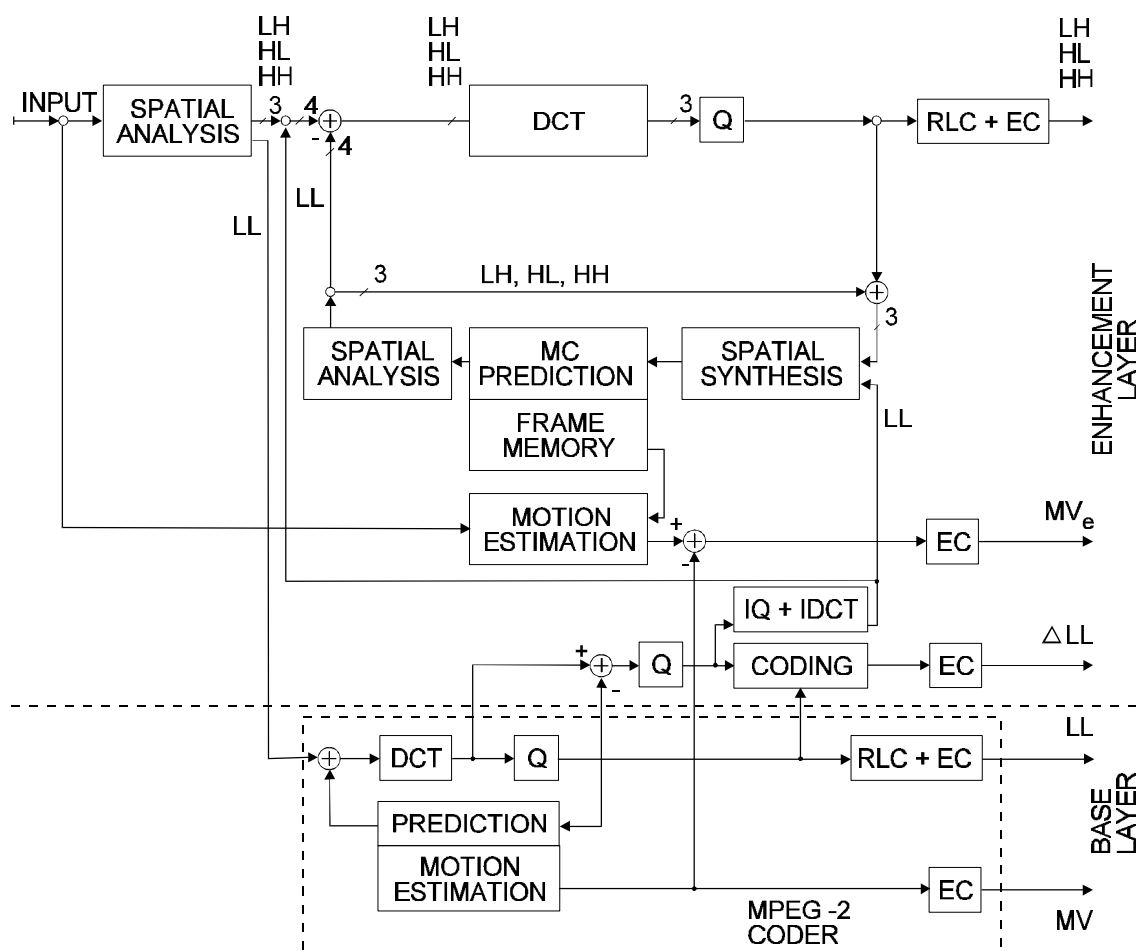 LH
HL
HH
LH
HL
HH
LH
HL
HH
INPUT
SPATIAL
ANALYSIS
3
4
-
4
DCT
3
Q
RLC + EC
LL
LL
3
LH, HL, HH
3
SPATIAL
ANALYSIS
MC
PREDICTION
SPATIAL
SYNTHESIS
FRAME
MEMORY
LL
ENHANCEMENT
LAYER
MOTION
ESTIMATION
+
-
EC
MVe
IQ + IDCT
+
-
Q
CODING
EC
△LL
DCT
Q
RLC + EC
LL
PREDICTION
MOTION
ESTIMATION
EC
MV
MPEG -2
CODER
BASE
LAYER